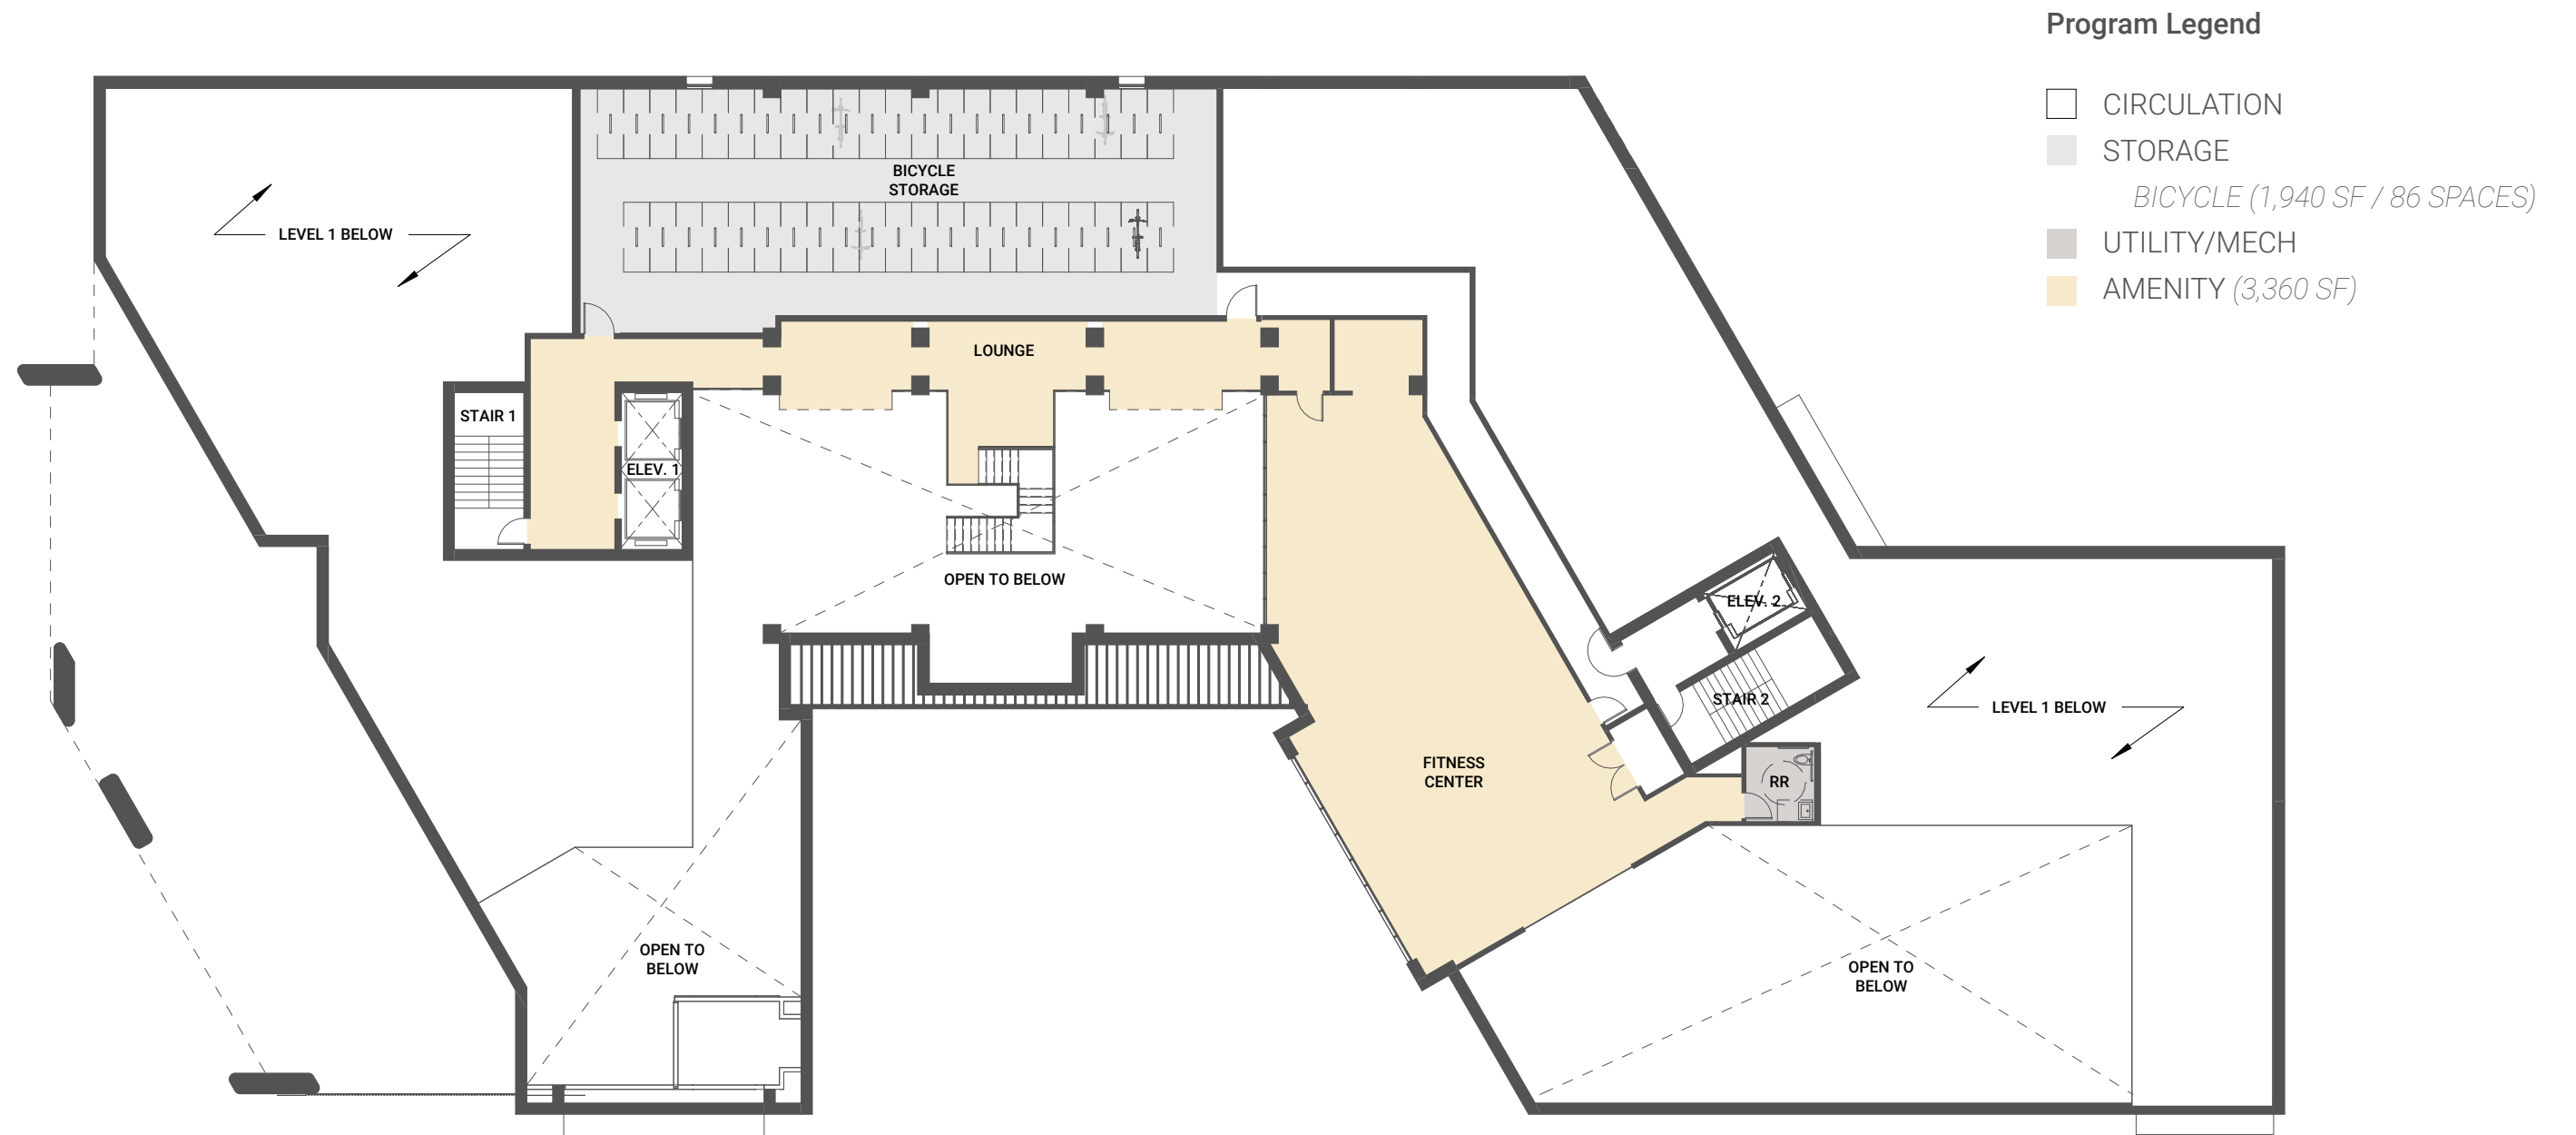 Program Legend
CIRCULATION
STORAGE
BICYCLE (1,940 SF / 86 SPACES)
UTILITY/MECH
AMENITY (3,360 SF)
BICYCLE
STORAGE
LEVEL 1 BELOW
LOUNGE
STAIR 1
ELEV. 1
OPEN TO BELOW
ELEV. 2
STAIR 2
LEVEL 1 BELOW
FITNESS
CENTER
RR
OPEN TO
BELOW
OPEN TO
BELOW